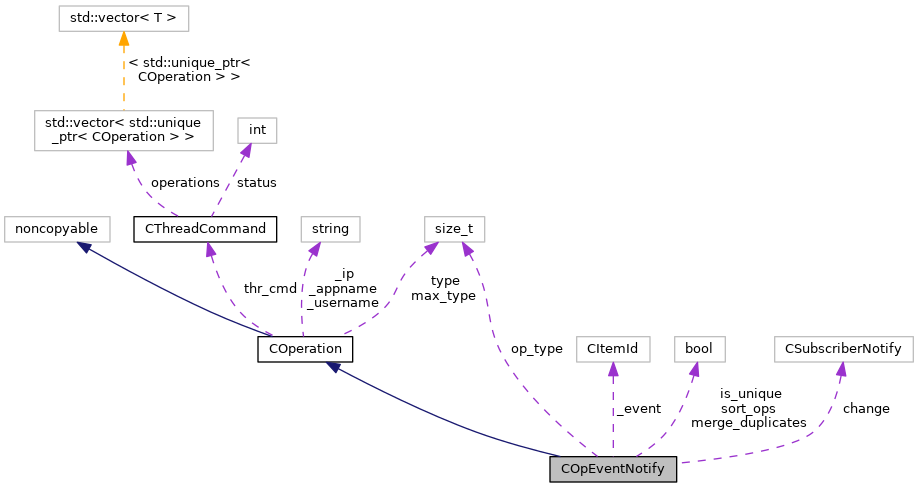 std::vector< T >
< std::unique_ptr<
COperation > >
std::vector< std::unique
_ptr< COperation > >
int
operations
status
noncopyable
CThreadCommand
string
size_t
thr_cmd
_ip
_appname
_username
type
max_type
COperation
op_type
CItemId
bool
CSubscriberNotify
_event
is_unique
sort_ops
merge_duplicates
change
COpEventNotify